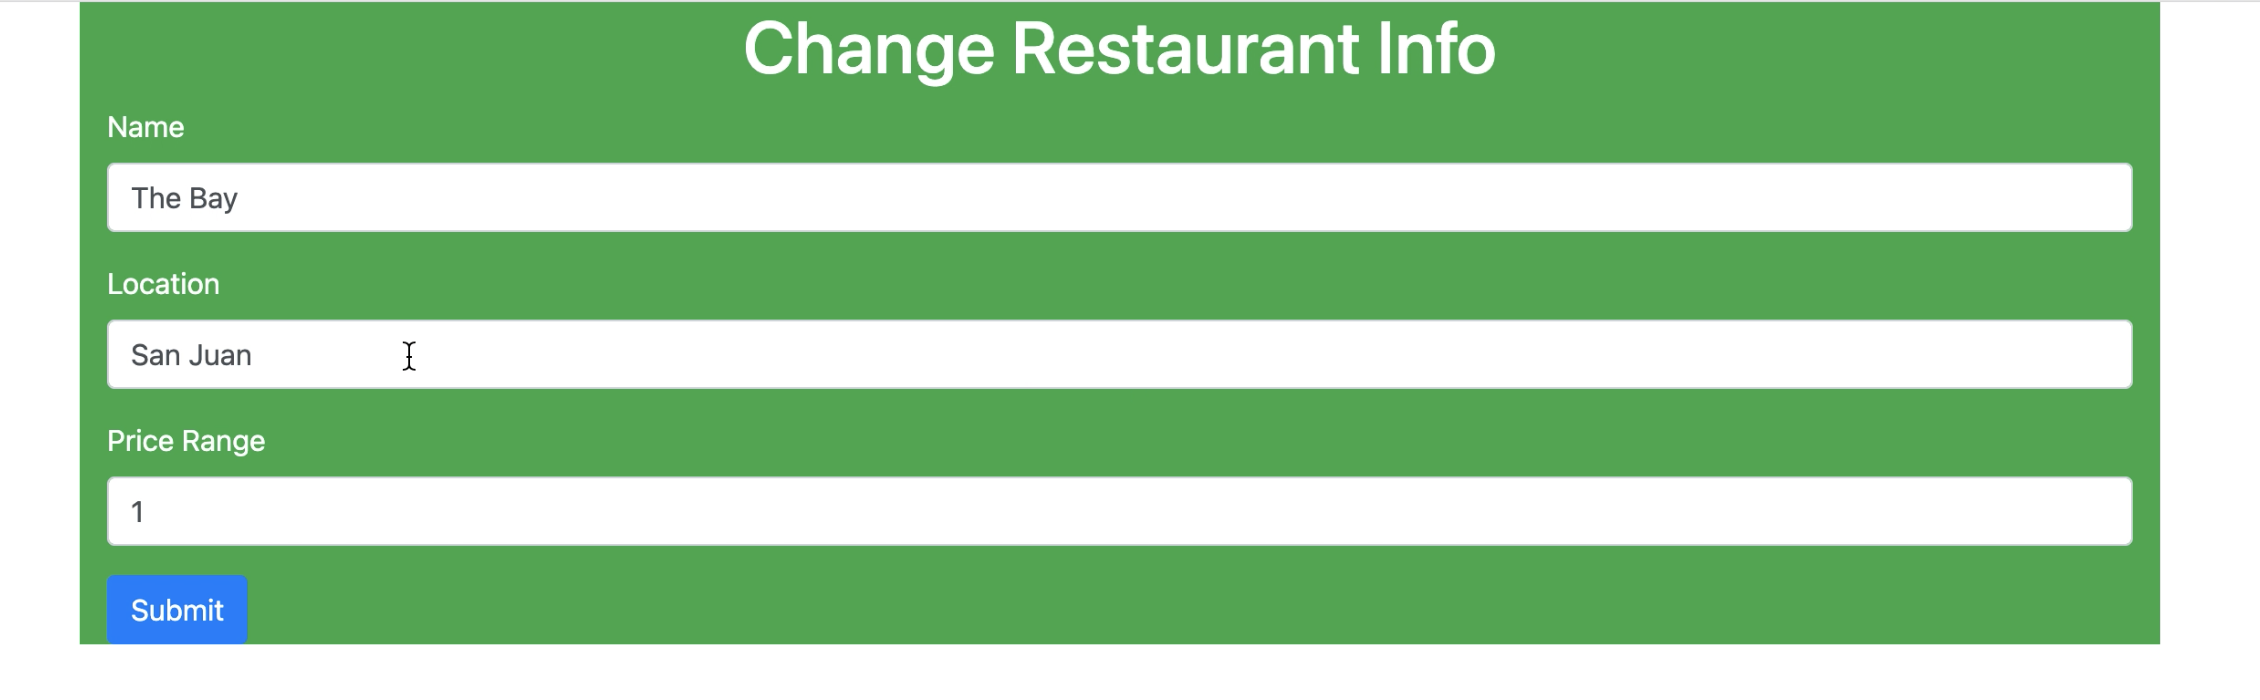 Change Restaurant Info
Name
The Bay
Location
San Juan
Price Range
1
Submit